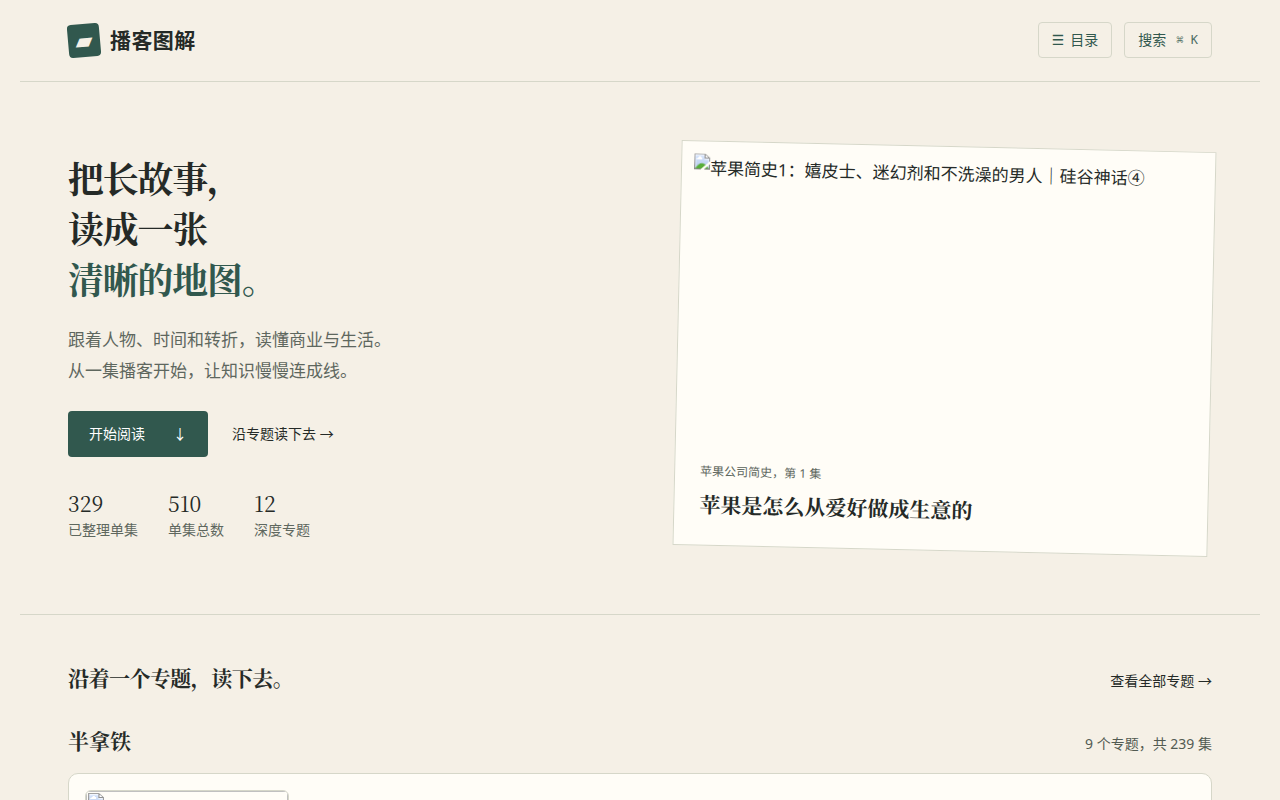 播客图解
☰ 目录
搜索 ⌘ K
把长故事，
读成一张
清晰的地图。
跟着人物、时间和转折，读懂商业与生活。
从一集播客开始，让知识慢慢连成线。
开始阅读 ↓
沿专题读下去 →
329
已整理单集
510
单集总数
12
深度专题
苹果简史1：嬉皮士、迷幻剂和不洗澡的男人｜硅谷神话④
苹果公司简史，第 1 集
苹果是怎么从爱好做成生意的
沿着一个专题，读下去。
查看全部专题 →
半拿铁
9 个专题，共 239 集